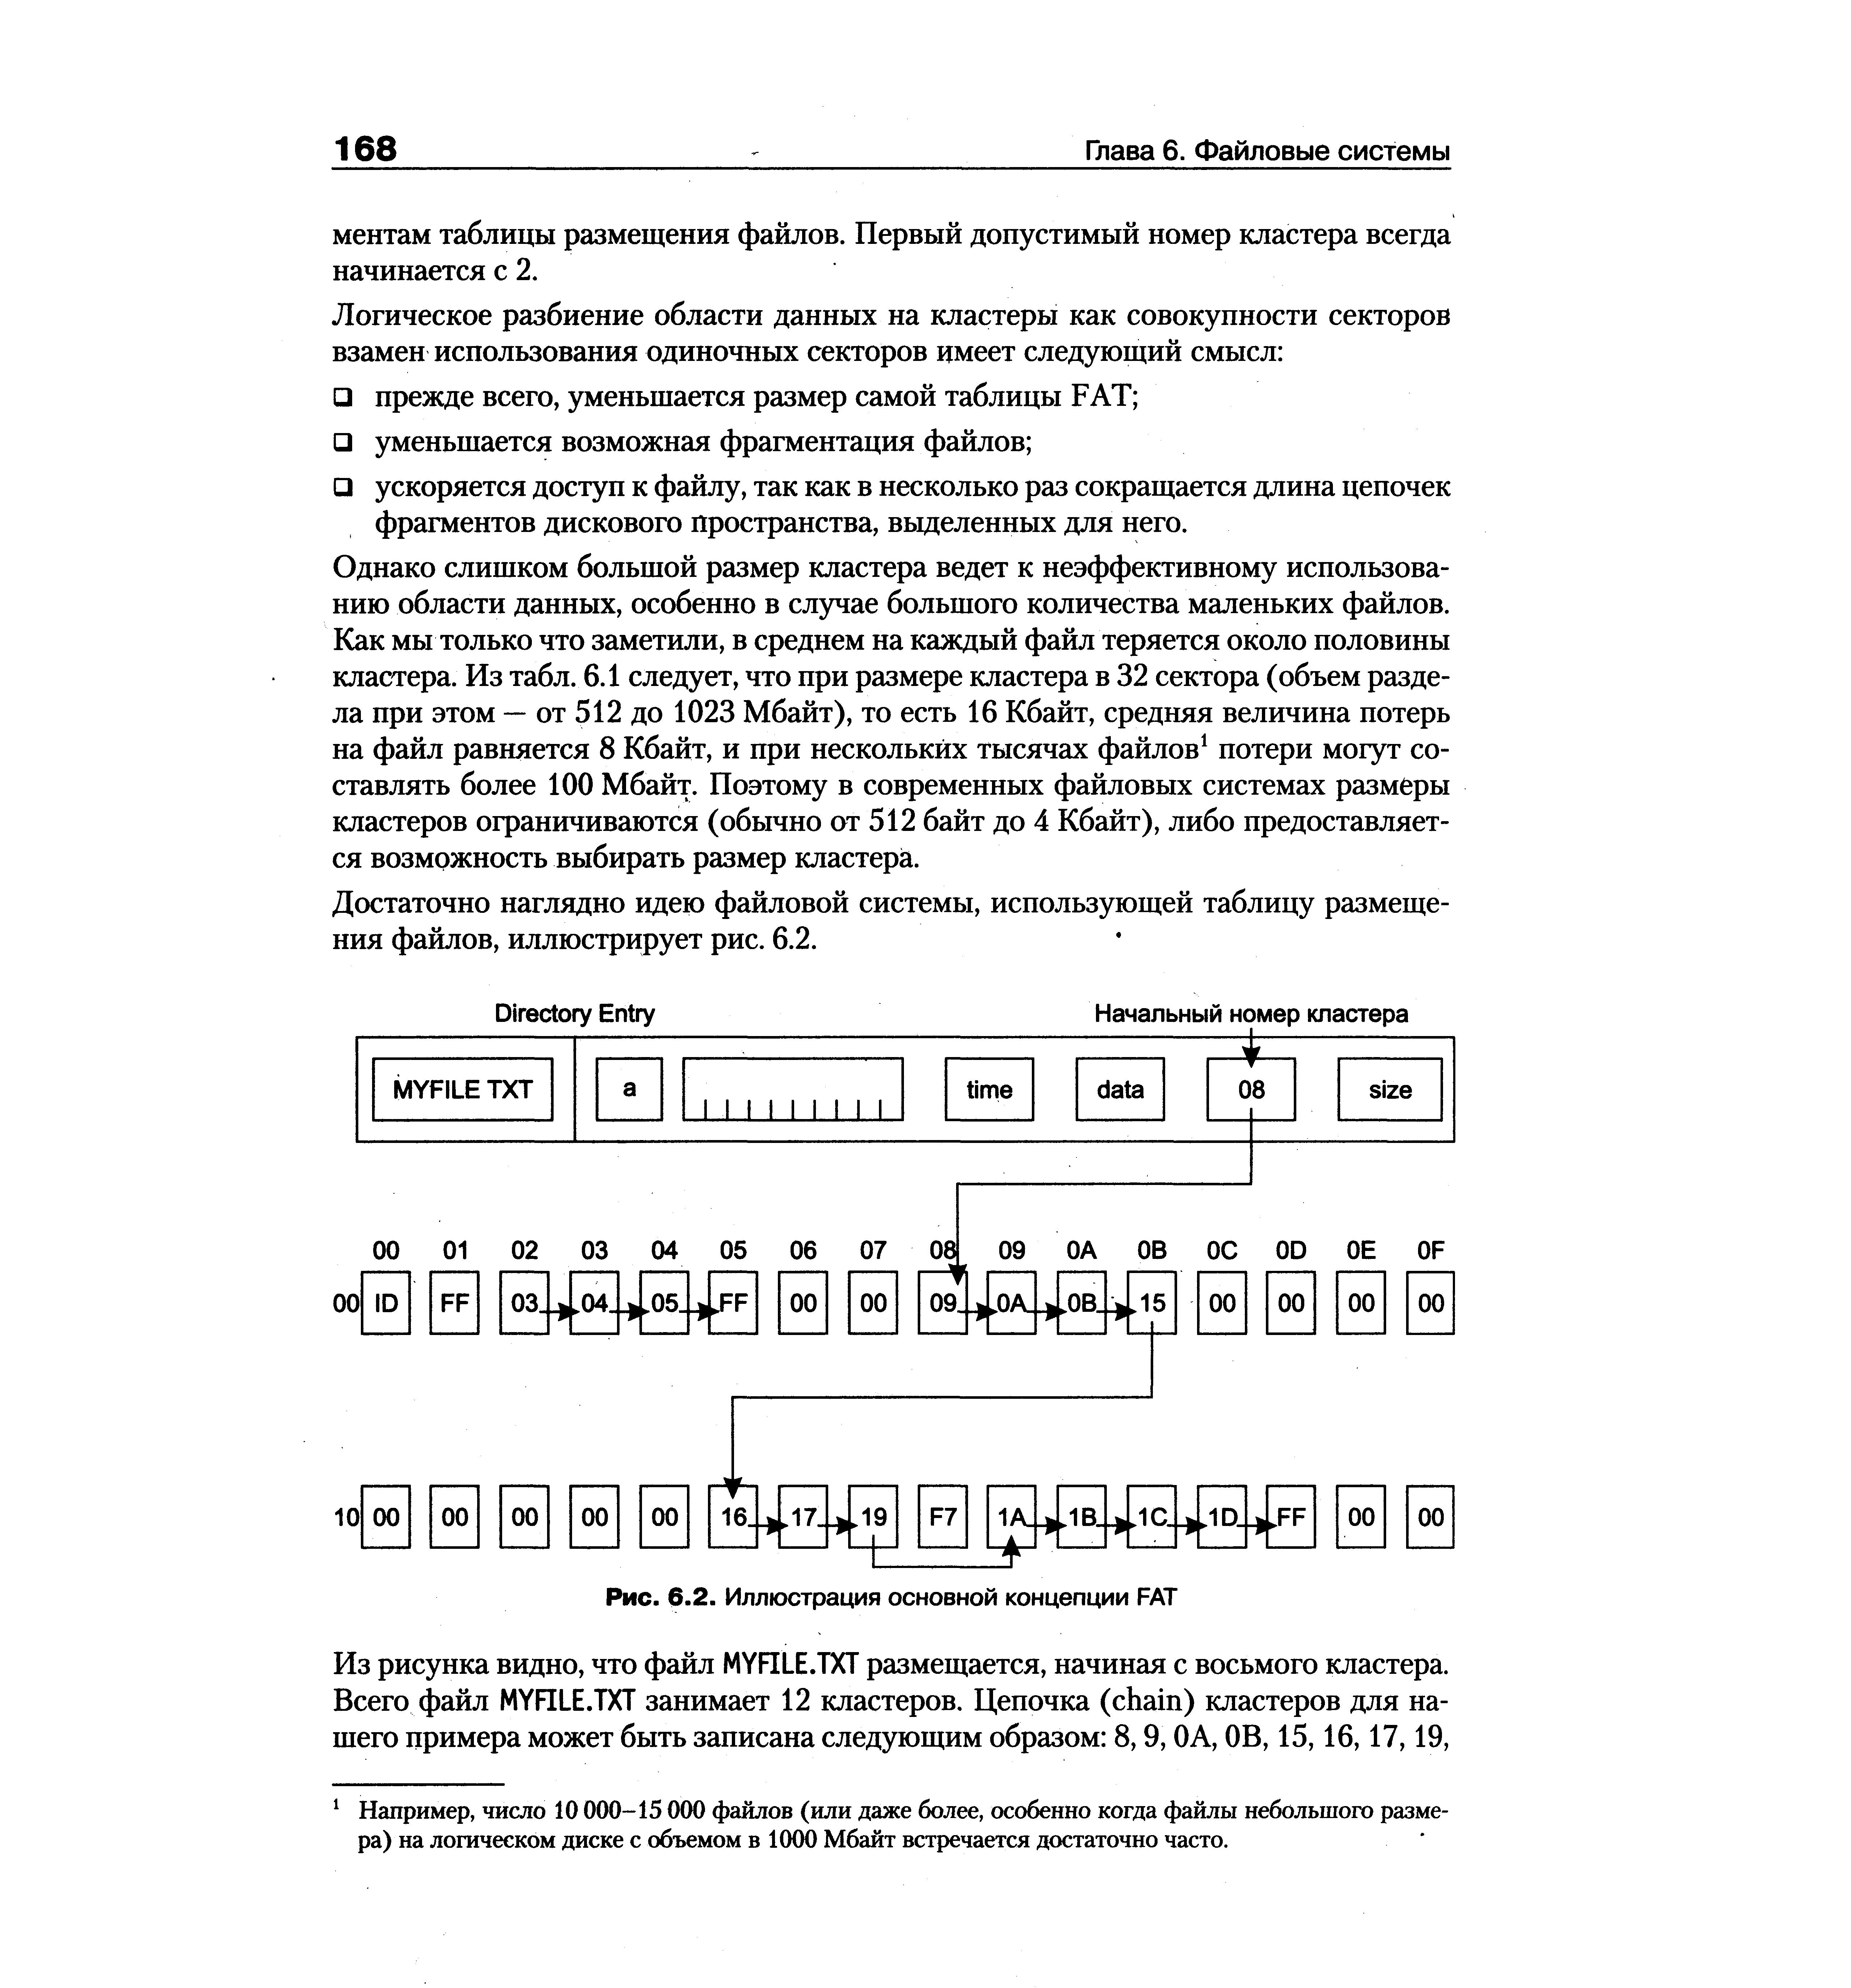 168
Глава 6. Файловые системы
ментам таблицы размещения файлов. Первый допустимый номер кластера всегда
начинается с 2.
Логическое разбиение области данных на кластеры как совокупности секторов
взамен использования одиночных секторов имеет следующий смысл:
❑ прежде всего, уменьшается размер самой таблицы FAT;
❑ уменьшается возможная фрагментация файлов;
❑ ускоряется доступ к файлу, так как в несколько раз сокращается длина цепочек
фрагментов дискового пространства, выделенных для него.
Однако слишком большой размер кластера ведет к неэффективному использова-
нию области данных, особенно в случае большого количества маленьких файлов.
Как мы только что заметили, в среднем на каждый файл теряется около половины
кластера. Из табл. 6.1 следует, что при размере кластера в 32 сектора (объем разде-
ла при этом — от 512 до 1023 Мбайт), то есть 16 Кбайт, средняя величина потерь
на файл равняется 8 Кбайт, и при нескольких тысячах файлов¹ потери могут со-
ставлять более 100 Мбайт. Поэтому в современных файловых системах размеры
кластеров ограничиваются (обычно от 512 байт до 4 Кбайт), либо предоставляет-
ся возможность выбирать размер кластера.
Достаточно наглядно идею файловой системы, использующей таблицу размеще-
ния файлов, иллюстрирует рис. 6.2.
Directory Entry
Начальный номер кластера
MYFILE TXT a time data 08 size
00 01 02 03 04 05 06 07 08 09 0A 0B 0C 0D 0E 0F
00 ID FF 03 04 05 FF 00 00 09 0A 0B 15 00 00 00 00
10 00 00 00 00 00 16 17 19 F7 1A 1B 1C 1D FF 00 00
Рис. 6.2. Иллюстрация основной концепции FAT
Из рисунка видно, что файл MYFILE.TXT размещается, начиная с восьмого кластера.
Всего файл MYFILE.TXT занимает 12 кластеров. Цепочка (chain) кластеров для на-
шего примера может быть записана следующим образом: 8, 9, 0A, 0B, 15, 16, 17, 19,
¹ Например, число 10 000–15 000 файлов (или даже более, особенно когда файлы небольшого разме-
ра) на логическом диске с объемом в 1000 Мбайт встречается достаточно часто.